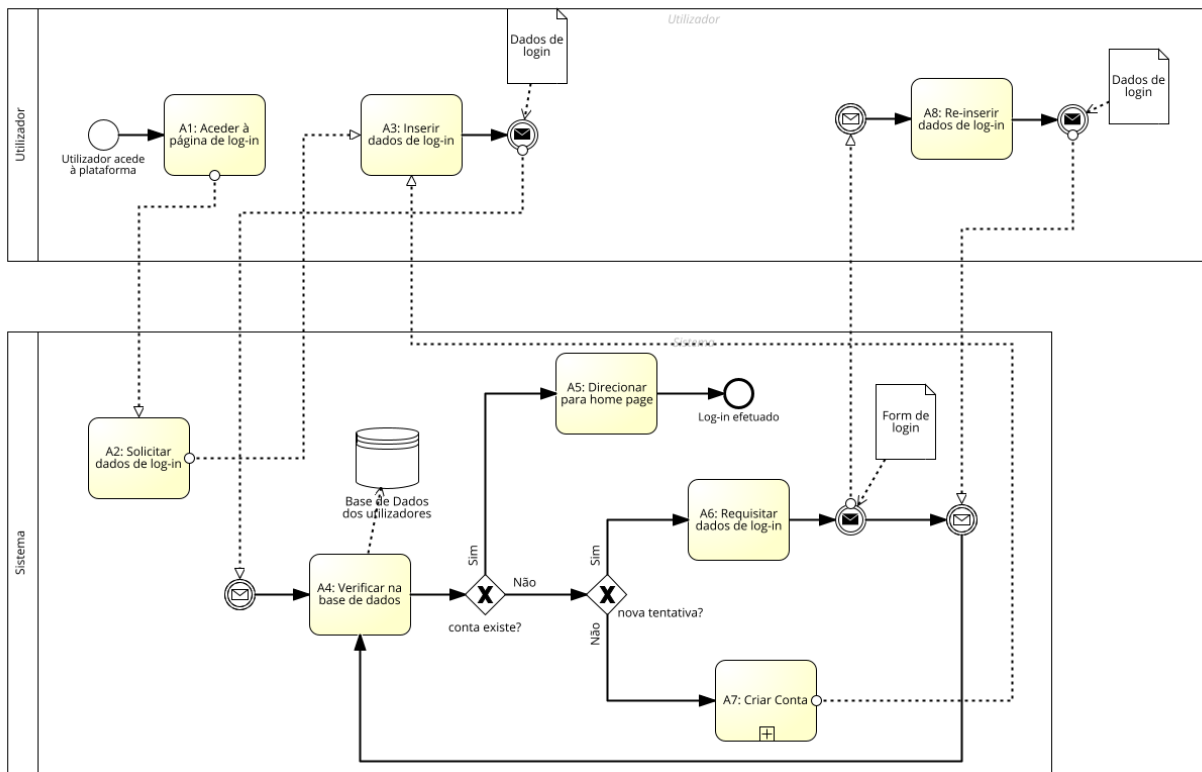 Utilizador
Utilizador
Dados de
login
Dados de
login
A1: Aceder à
página de log-in
A3: Inserir
dados de log-in
A8: Re-inserir
dados de log-in
Utilizador acede
à plataforma
Sistema
Sistema
A5: Direcionar
para home page
Log-in efetuado
Form de
login
A2: Solicitar
dados de log-in
Base de Dados
dos utilizadores
A6: Requisitar
dados de log-in
Sim
Sim
A4: Verificar na
base de dados
Não
conta existe?
nova tentativa?
Não
A7: Criar Conta